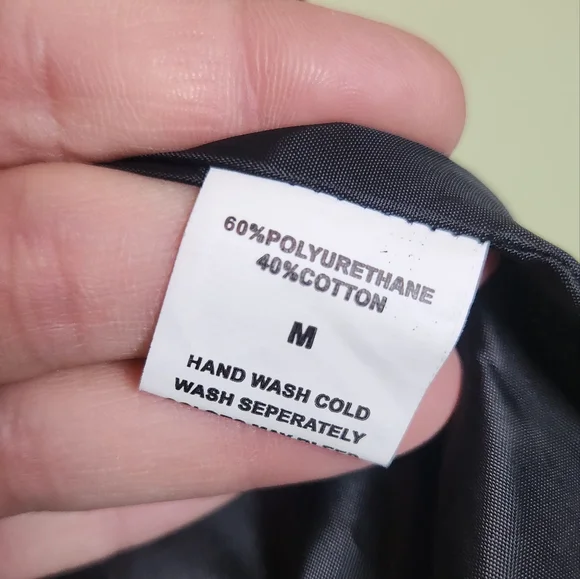 60%POLYURETHANE
40%COTTON
M
HAND WASH COLD
WASH SEPERATELY